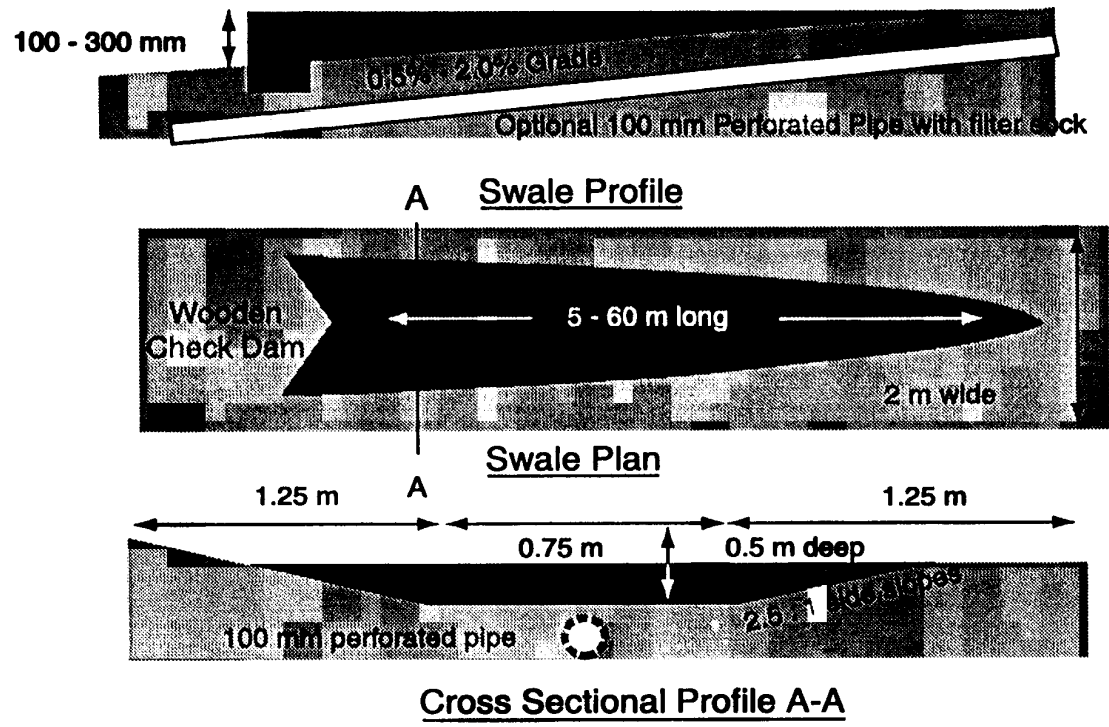 100 - 300 mm
0.5% - 2.0% Grade
Optional 100 mm Perforated Pipe with filter sock
Swale Profile
A
Wooden
Check Dam
5 - 60 m long
2 m wide
Swale Plan
A
1.25 m
1.25 m
0.75 m
0.5 m deep
2.5 : 1 side slopes
100 mm perforated pipe
Cross Sectional Profile A-A